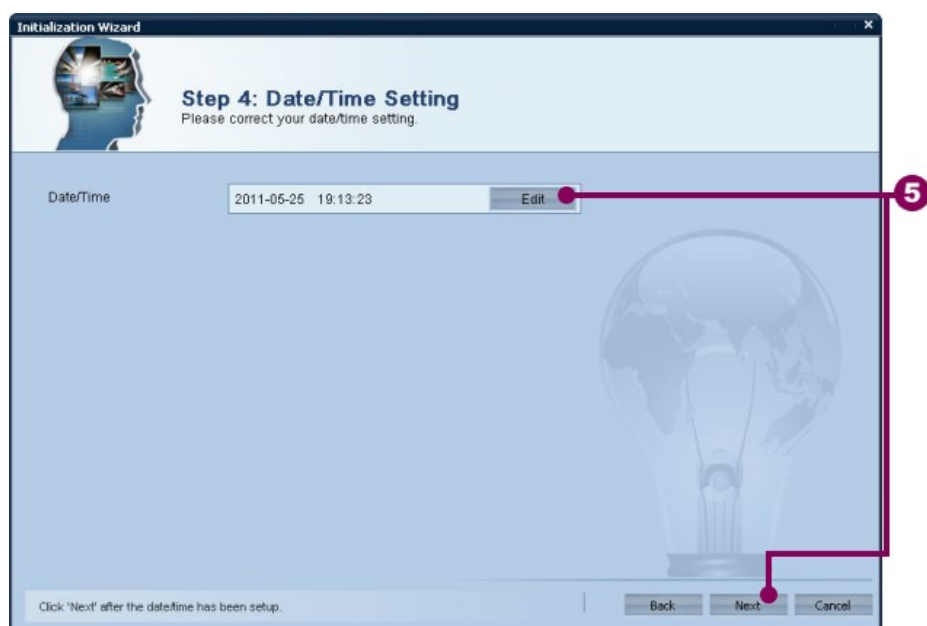 Initialization Wizard
Step 4: Date/Time Setting
Please correct your date/time setting.
Date/Time 2011-05-25 19:13:23 Edit
5
Click 'Next' after the date/time has been setup. Back Next Cancel